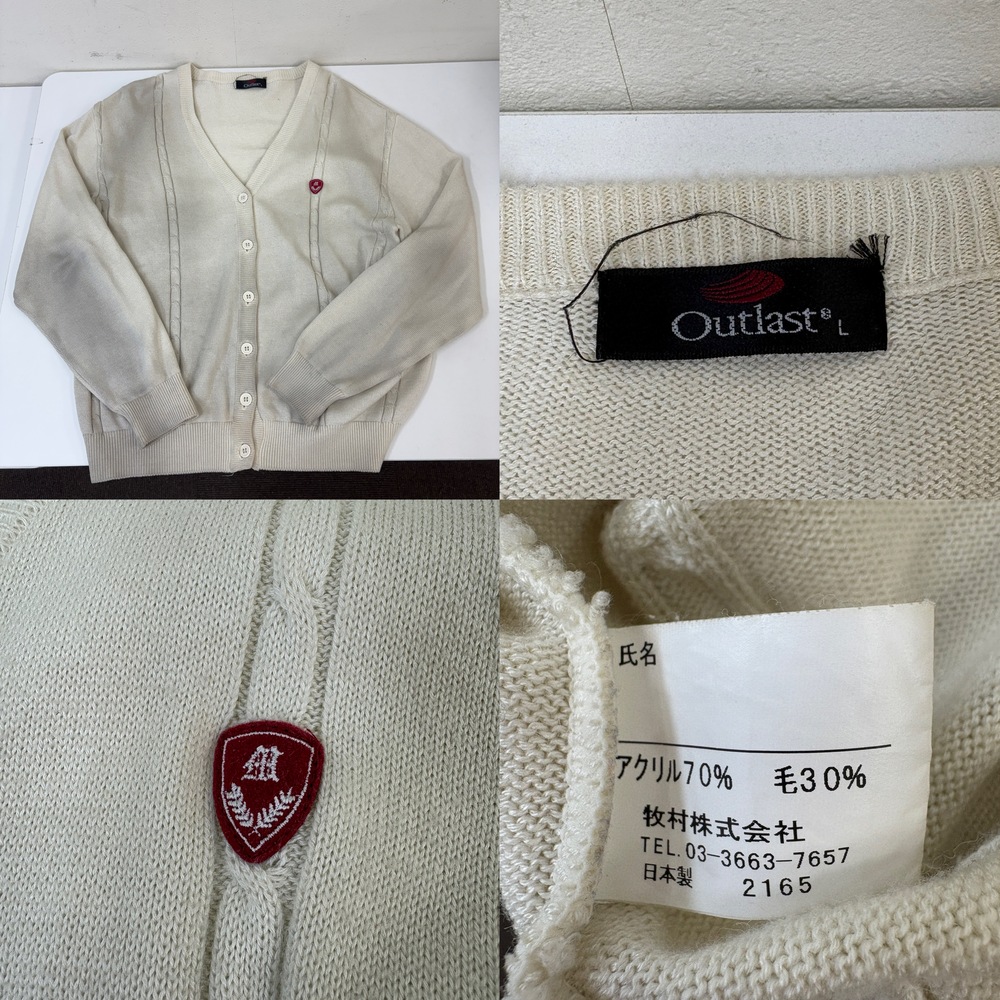 Outlast® L
M
氏名
アクリル70% 毛30%
牧村株式会社
TEL.03-3663-7657
日本製 2165